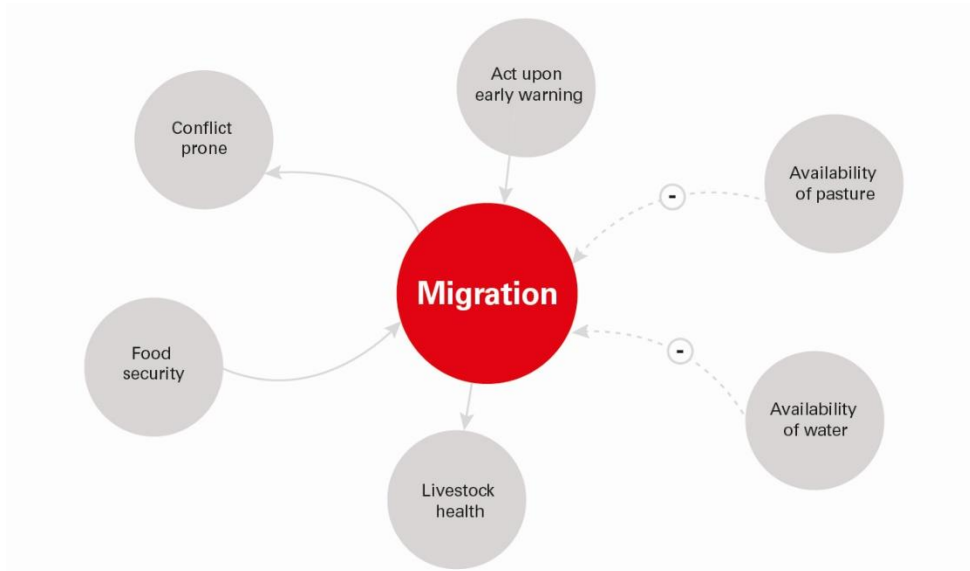 Act upon
early warning
Conflict
prone
Availability
of pasture
-
Migration
-
Food
security
Availability
of water
Livestock
health